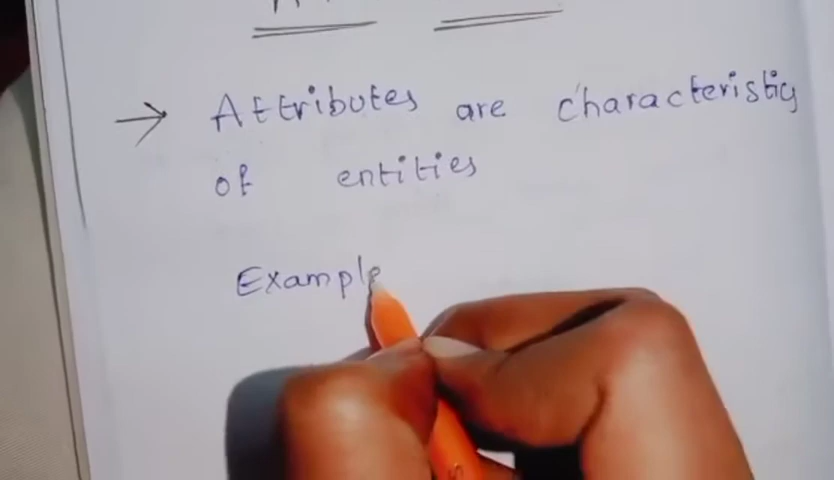 → Attributes are characteristics
of entities
Example